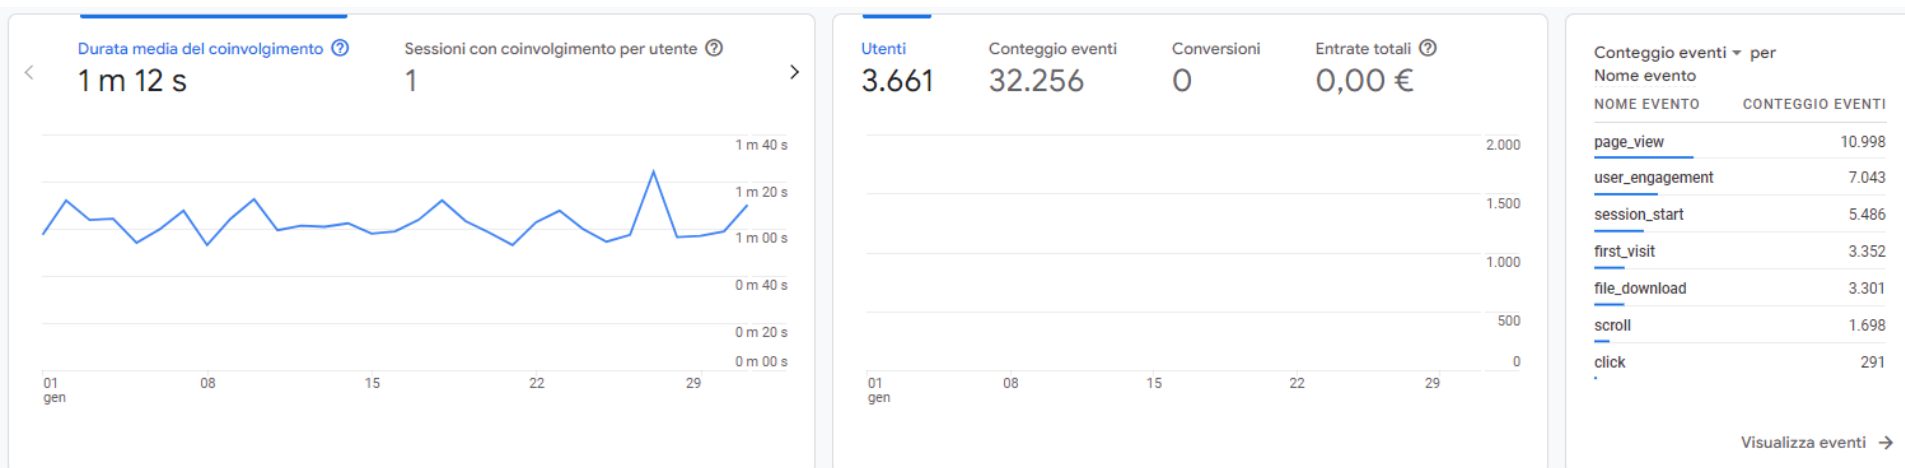 Durata media del coinvolgimento
1 m 12 s
Sessioni con coinvolgimento per utente
1
1 m 40 s
1 m 20 s
1 m 00 s
0 m 40 s
0 m 20 s
0 m 00 s
01
gen
08
15
22
29
Utenti
3.661
Conteggio eventi
32.256
Conversioni
0
Entrate totali
0,00 €
2.000
1.500
1.000
500
0
01
gen
08
15
22
29
Conteggio eventi per
Nome evento
NOME EVENTO CONTEGGIO EVENTI
page_view 10.998
user_engagement 7.043
session_start 5.486
first_visit 3.352
file_download 3.301
scroll 1.698
click 291
Visualizza eventi